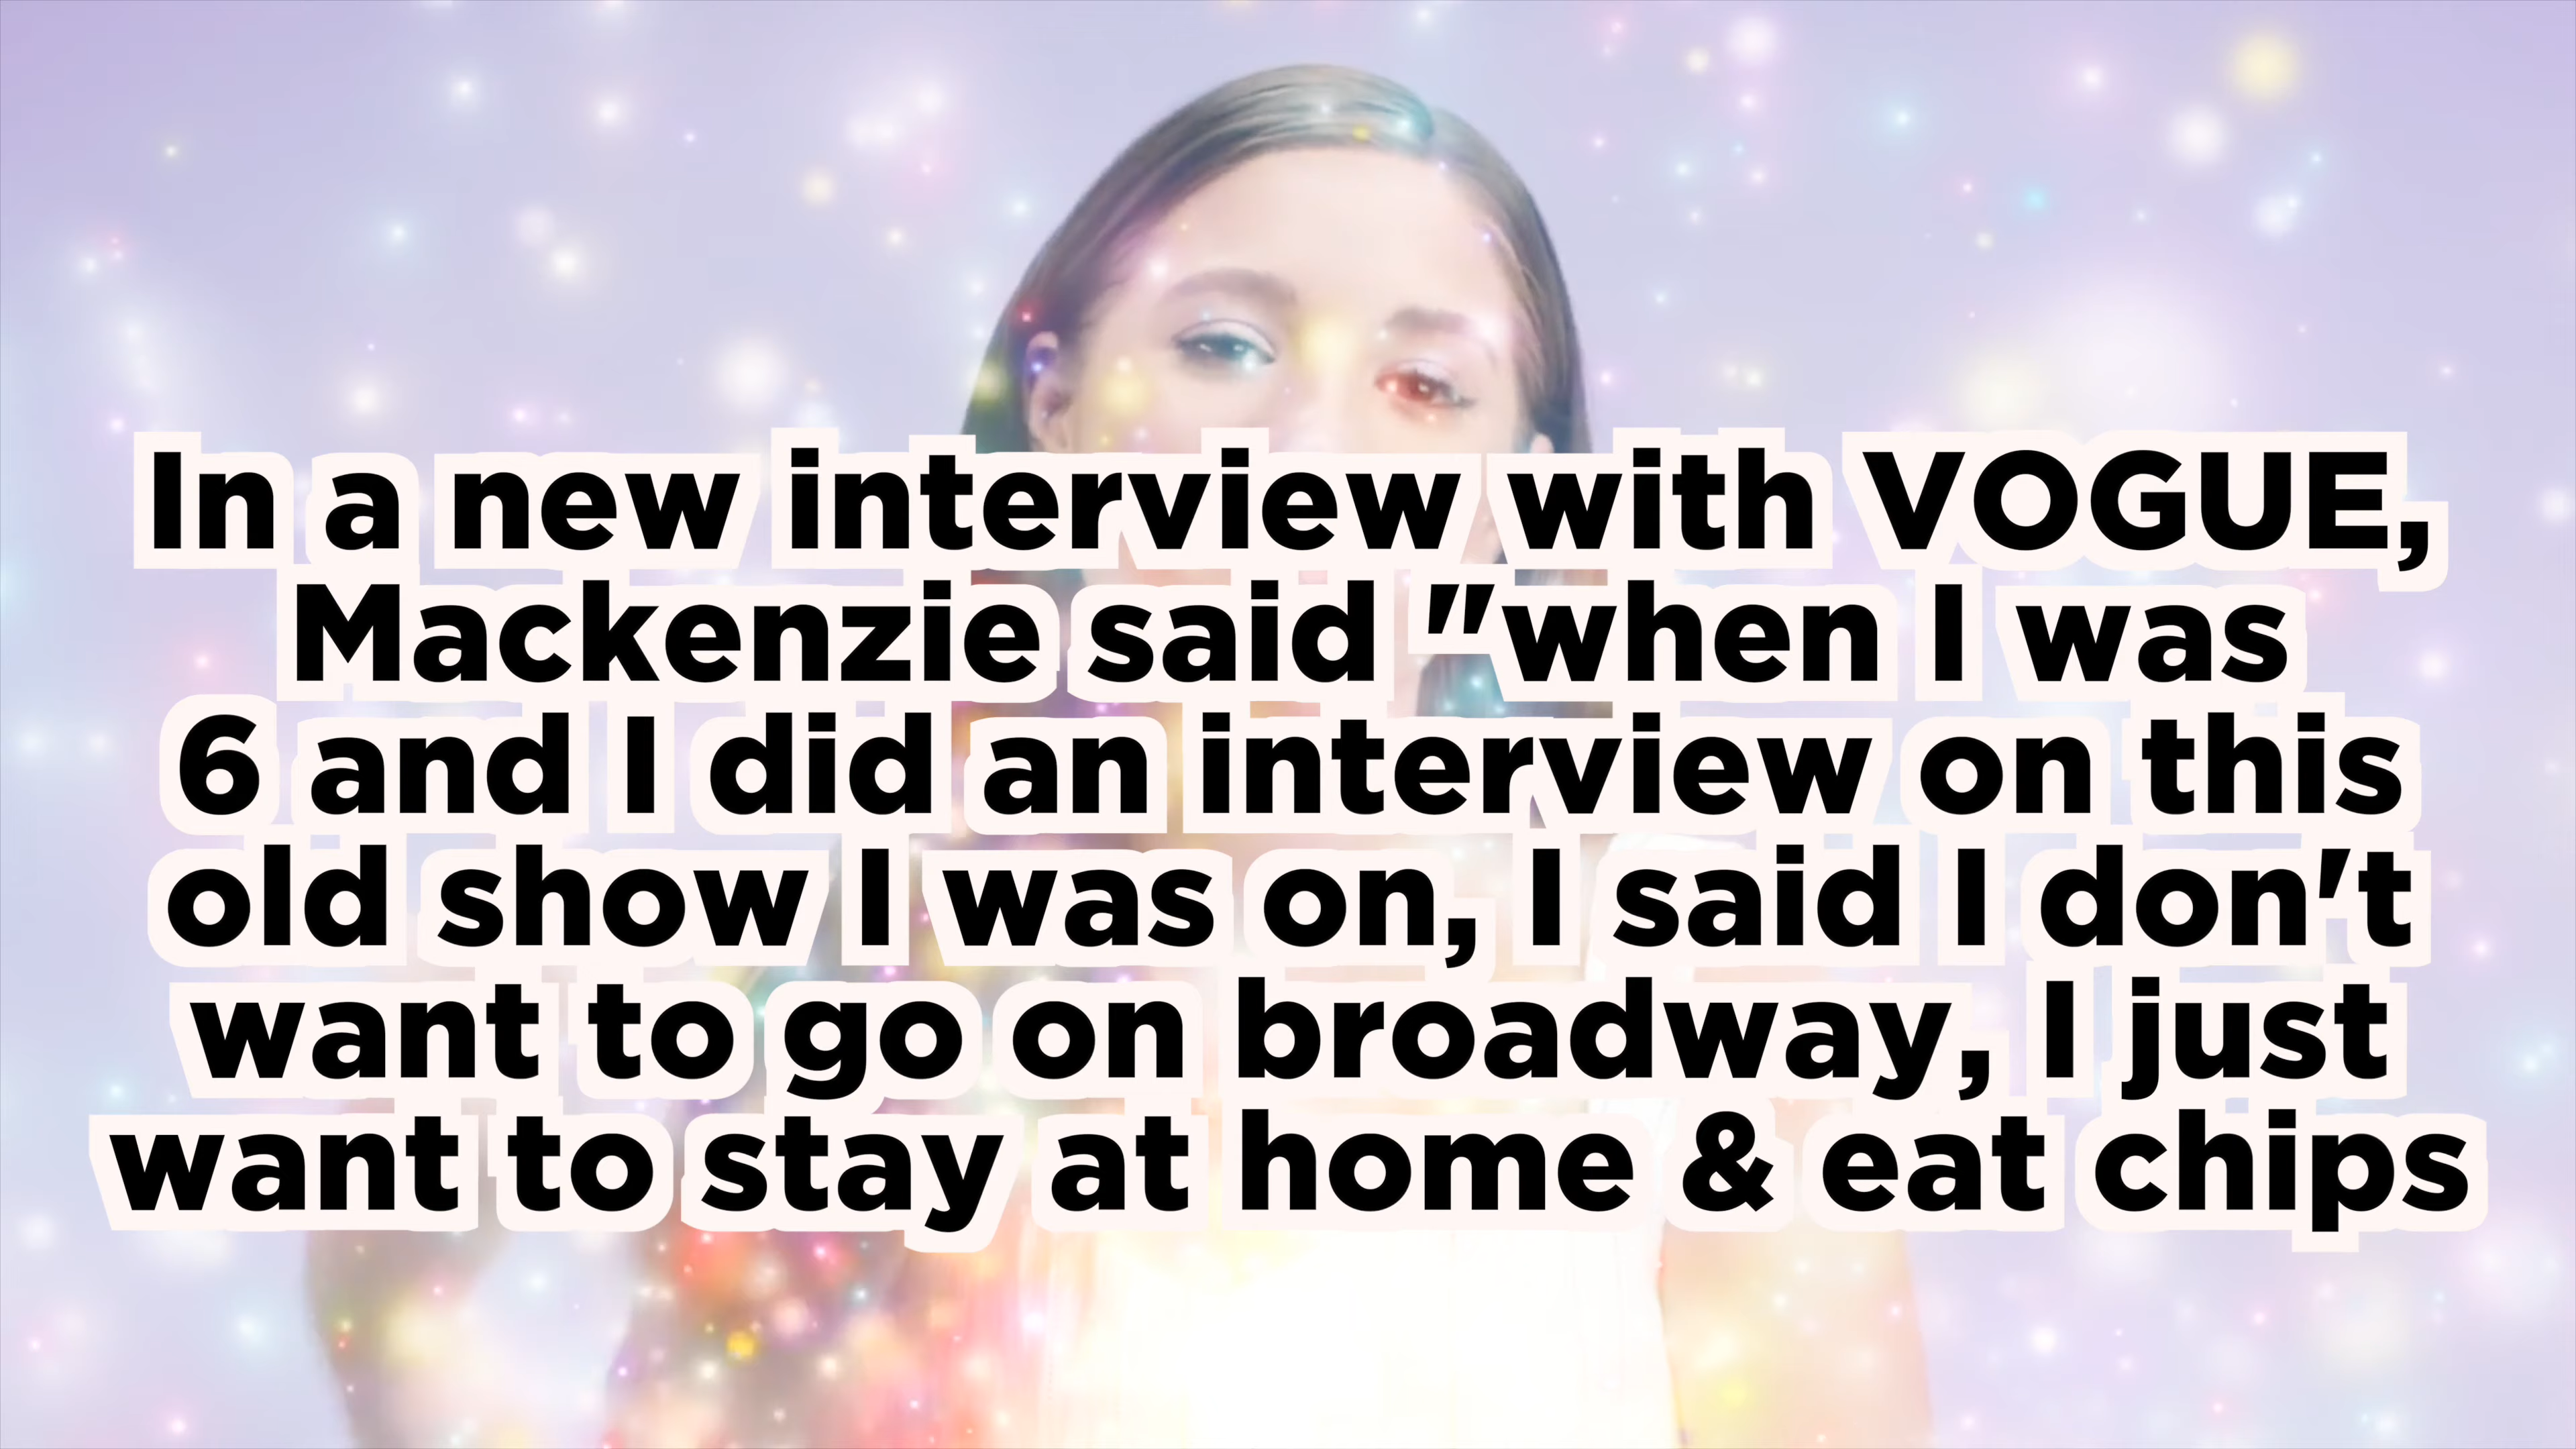 In a new interview with VOGUE,
Mackenzie said "when I was
6 and I did an interview on this
old show I was on, I said I don't
want to go on broadway, I just
want to stay at home & eat chips